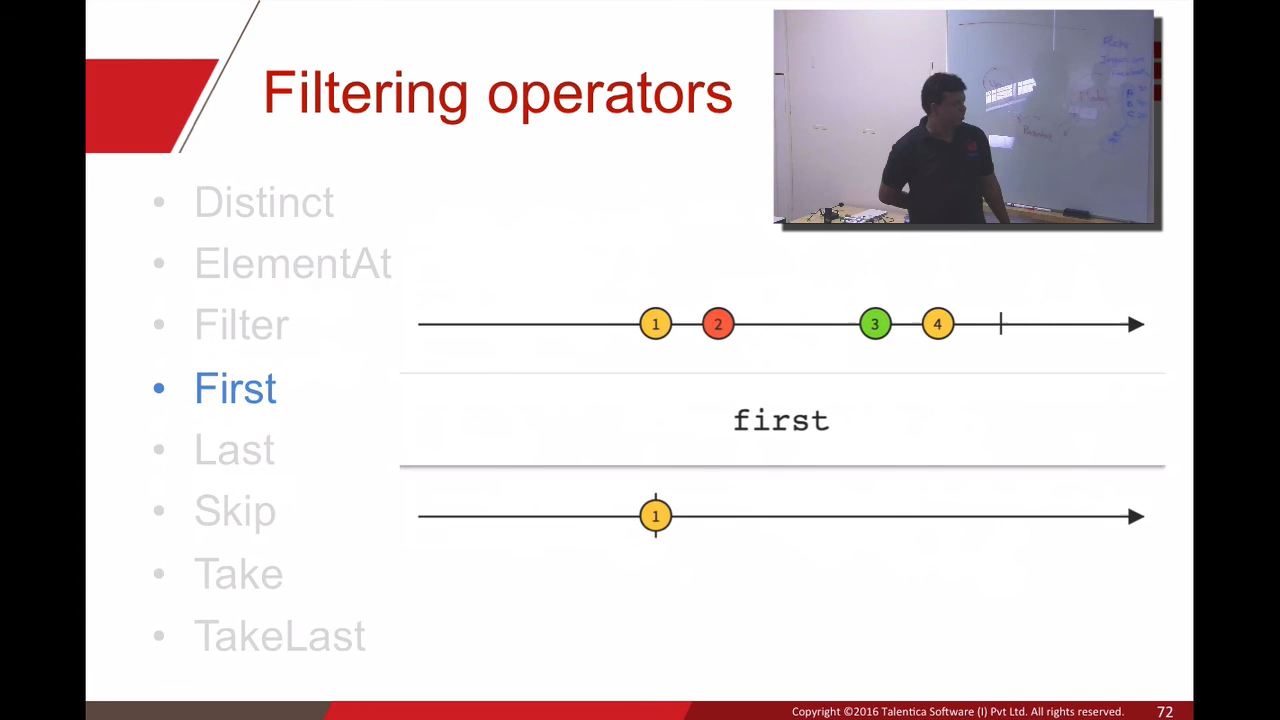 Filtering operators
• Distinct
• ElementAt
• Filter
• First
• Last
• Skip
• Take
• TakeLast
1 2 3 4
first
1
Copyright ©2016 Talentica Software (I) Pvt Ltd. All rights reserved. 72